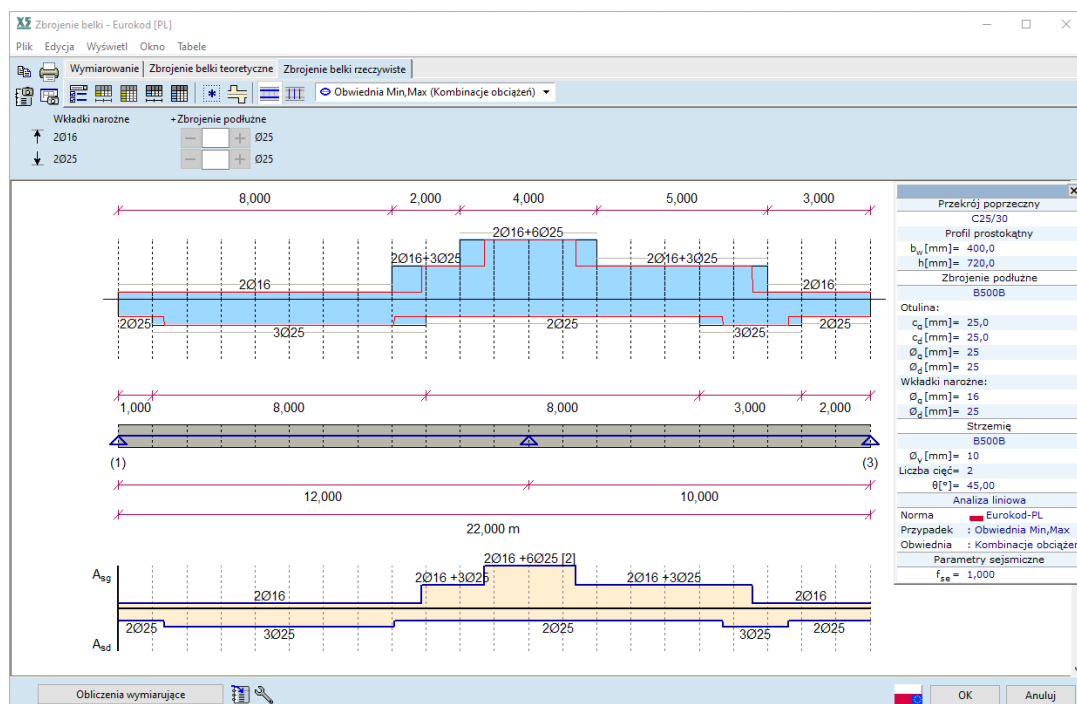 Zbrojenie belki - Eurokod [PL]
Plik Edycja Wyświetl Okno Tabele
Wymiarowanie Zbrojenie belki teoretyczne Zbrojenie belki rzeczywiste
Obwiednia Min,Max (Kombinacje obciążeń)
Wkładki narożne +Zbrojenie podłużne
2Ø16 Ø25
2Ø25 Ø25
8,000 2,000 4,000 5,000 3,000
2Ø16+6Ø25
2Ø16+3Ø25 2Ø16+3Ø25
2Ø16 2Ø16
2Ø25 3Ø25 2Ø25 3Ø25 2Ø25
1,000 8,000 8,000 3,000 2,000
(1) (3)
12,000 10,000
22,000 m
2Ø16 +6Ø25 [2]
Asg 2Ø16 2Ø16 +3Ø25 2Ø16 +3Ø25 2Ø16
Asd 2Ø25 3Ø25 2Ø25 3Ø25 2Ø25
Przekrój poprzeczny
C25/30
Profil prostokątny
bw[mm]= 400,0
h[mm]= 720,0
Zbrojenie podłużne
B500B
Otulina:
cg[mm]= 25,0
cd[mm]= 25,0
Øg[mm]= 25
Ød[mm]= 25
Wkładki narożne:
Øg[mm]= 16
Ød[mm]= 25
Strzemię
B500B
Øv[mm]= 10
Liczba cięć= 2
θ[°]= 45,00
Analiza liniowa
Norma Eurokod-PL
Przypadek : Obwiednia Min,Max
Obwiednia : Kombinacje obciążeń
Parametry sejsmiczne
fse = 1,000
Obliczenia wymiarujące OK Anuluj